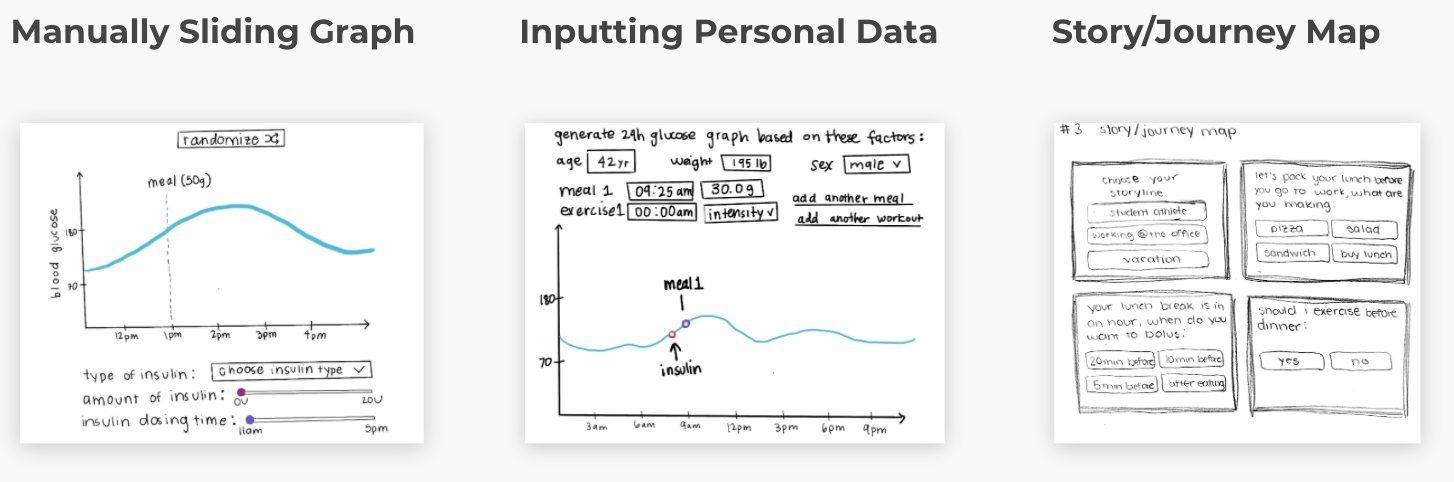 Manually Sliding Graph
Inputting Personal Data
Story/Journey Map
randomize
meal (50g)
blood glucose
180
70
12pm 1pm 2pm 3pm 4pm
type of insulin: choose insulin type
amount of insulin: 0U 20U
insulin dosing time: 11am 5pm
generate 24h glucose graph based on these factors:
age 42yr weight 195 lb sex male
meal 1 09:25 am 30.0g add another meal
exercise1 00:00am intensity add another workout
180
70
meal 1
insulin
3am 6am 9am 12pm 3pm 6pm 9pm
#3 story/journey map
choose your
storyline
student athlete
working @the office
vacation
let's pack your lunch before
you go to work, what are
you making:
pizza salad
sandwich buy lunch
your lunch break is in
an hour, when do you
want to bolus:
20min before 10min before
5min before after eating
should i exercise before
dinner:
yes no